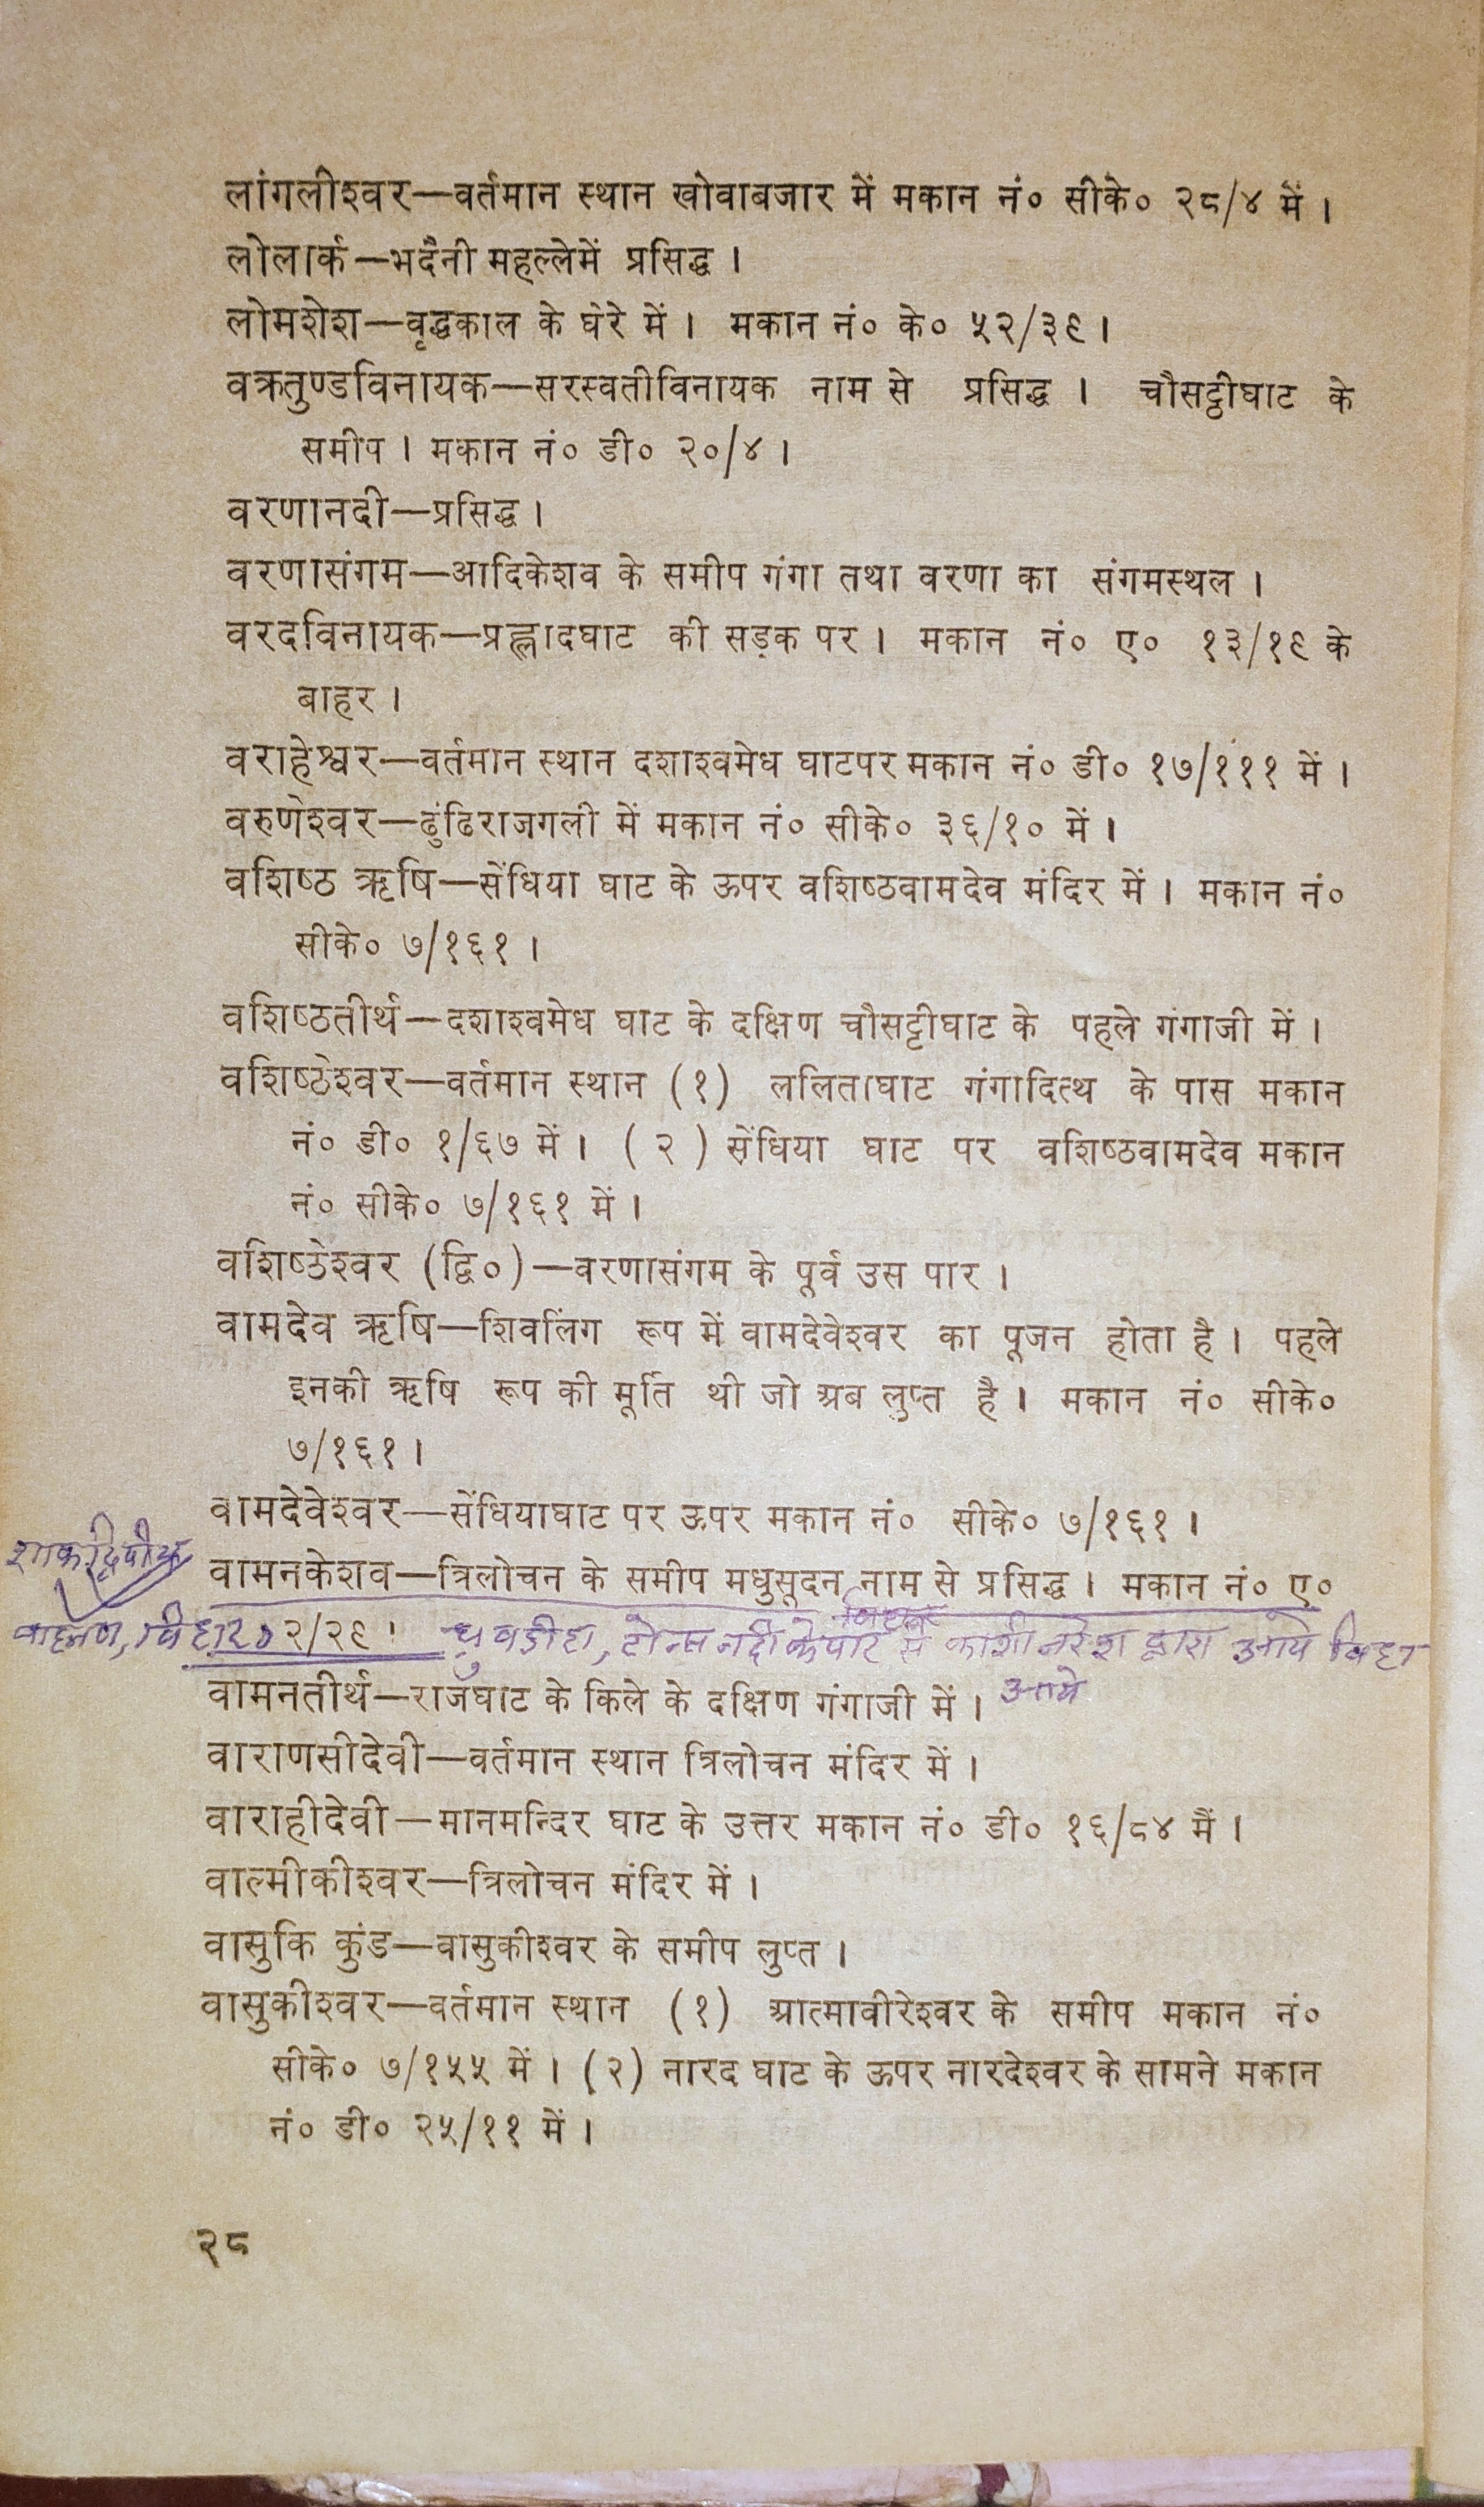 लांगलीश्वर—वर्तमान स्थान खोवाबजार में मकान नं० सीके० २८/४ में ।
लोलार्क—भदैनी महल्लेमें प्रसिद्ध ।
लोमशेश—वृद्धकाल के घेरे में । मकान नं० के० ५२/३९ ।
वक्रतुण्डविनायक—सरस्वतीविनायक नाम से प्रसिद्ध । चौसट्ठीघाट के
समीप । मकान नं० डी० २०/४ ।
वरणानदी—प्रसिद्ध ।
वरणासंगम—आदिकेशव के समीप गंगा तथा वरणा का संगमस्थल ।
वरदविनायक—प्रह्लादघाट की सड़क पर । मकान नं० ए० १३/१९ के
बाहर ।
वराहेश्वर—वर्तमान स्थान दशाश्वमेध घाटपर मकान नं० डी० १७/१११ में ।
वरुणेश्वर—ढुंढिराजगली में मकान नं० सीके० ३६/१० में ।
वशिष्ठ ऋषि—सेंधिया घाट के ऊपर वशिष्ठवामदेव मंदिर में । मकान नं०
सीके० ७/१६१ ।
वशिष्ठतीर्थ—दशाश्वमेध घाट के दक्षिण चौसट्टीघाट के पहले गंगाजी में ।
वशिष्ठेश्वर—वर्तमान स्थान (१) ललिताघाट गंगादित्य के पास मकान
नं० डी० १/६७ में । (२) सेंधिया घाट पर वशिष्ठवामदेव मकान
नं० सीके० ७/१६१ में ।
वशिष्ठेश्वर (द्वि०)—वरणासंगम के पूर्व उस पार ।
वामदेव ऋषि—शिवलिंग रूप में वामदेवेश्वर का पूजन होता है । पहले
इनकी ऋषि रूप की मूर्ति थी जो अब लुप्त है । मकान नं० सीके०
७/१६१ ।
वामदेवेश्वर—सेंधियाघाट पर ऊपर मकान नं० सीके० ७/१६१ ।
वामनकेशव—त्रिलोचन के समीप मधुसूदन नाम से प्रसिद्ध । मकान नं० ए०
२/२९ । टोन्स नदी के पार से काशी नरेश द्वारा
वामनतीर्थ—राजघाट के किले के दक्षिण गंगाजी में ।
वाराणसीदेवी—वर्तमान स्थान त्रिलोचन मंदिर में ।
वाराहीदेवी—मानमन्दिर घाट के उत्तर मकान नं० डी० १६/८४ मैं ।
वाल्मीकीश्वर—त्रिलोचन मंदिर में ।
वासुकि कुंड—वासुकीश्वर के समीप लुप्त ।
वासुकीश्वर—वर्तमान स्थान (१) आत्मावीरेश्वर के समीप मकान नं०
सीके० ७/१५५ में । (२) नारद घाट के ऊपर नारदेश्वर के सामने मकान
नं० डी० २५/११ में ।
२८